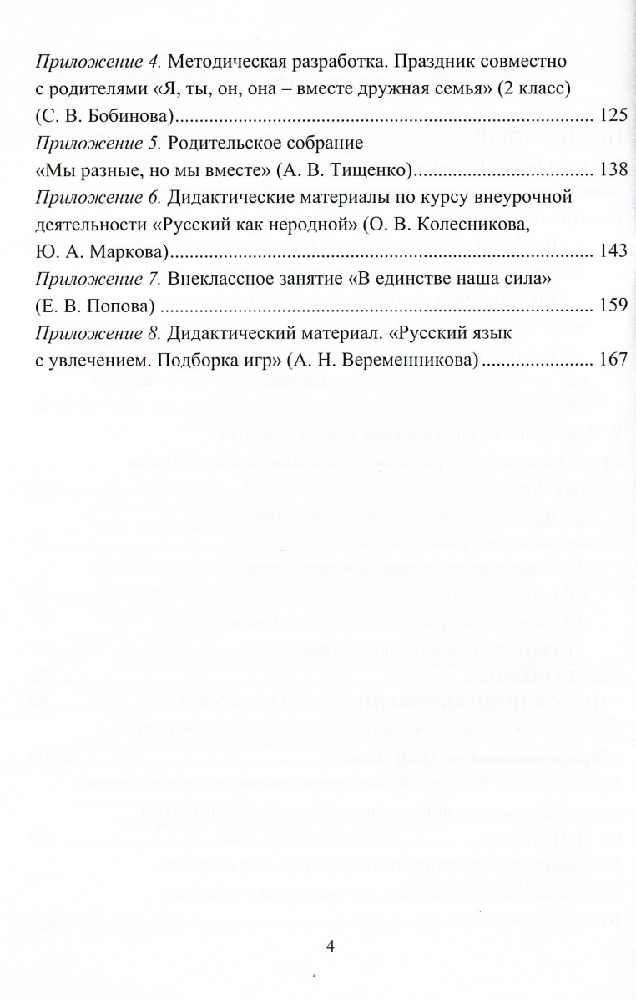 Приложение 4. Методическая разработка. Праздник совместно
с родителями «Я, ты, он, она – вместе дружная семья» (2 класс)
(С. В. Бобинова)........................................................................................ 125
Приложение 5. Родительское собрание
«Мы разные, но мы вместе» (А. В. Тищенко)........................................ 138
Приложение 6. Дидактические материалы по курсу внеурочной
деятельности «Русский как неродной» (О. В. Колесникова,
Ю. А. Маркова)......................................................................................... 143
Приложение 7. Внеклассное занятие «В единстве наша сила»
(Е. В. Попова) ........................................................................................... 159
Приложение 8. Дидактический материал. «Русский язык
с увлечением. Подборка игр» (А. Н. Веременникова)....................... 167
4